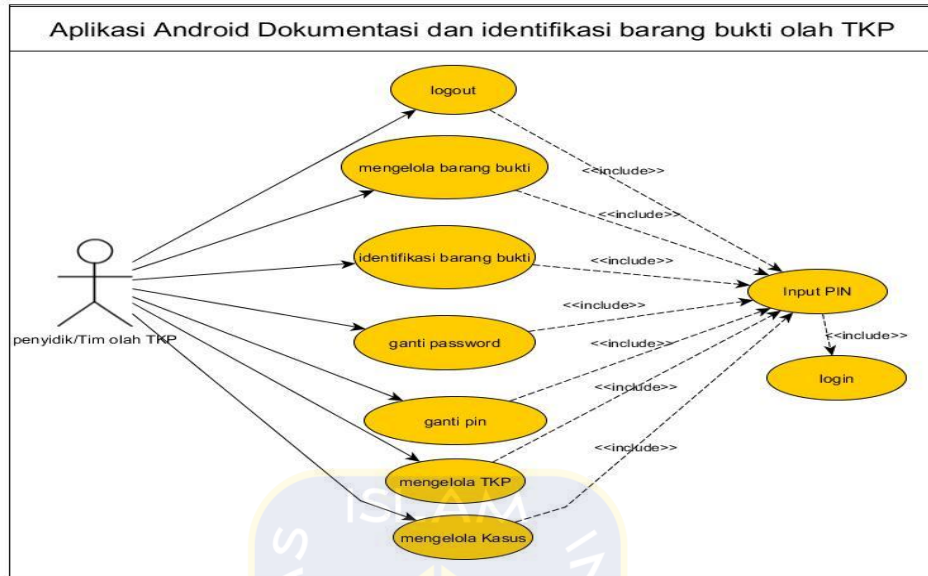 Aplikasi Android Dokumentasi dan identifikasi barang bukti olah TKP
logout
mengelola barang bukti
<<include>>
<<include>>
identifikasi barang bukti
<<include>>
Input PIN
penyidik/Tim olah TKP
ganti password
<<include>>
<<include>>
<<include>>
login
ganti pin
<<include>>
<<include>>
mengelola TKP
mengelola Kasus
ISLAM